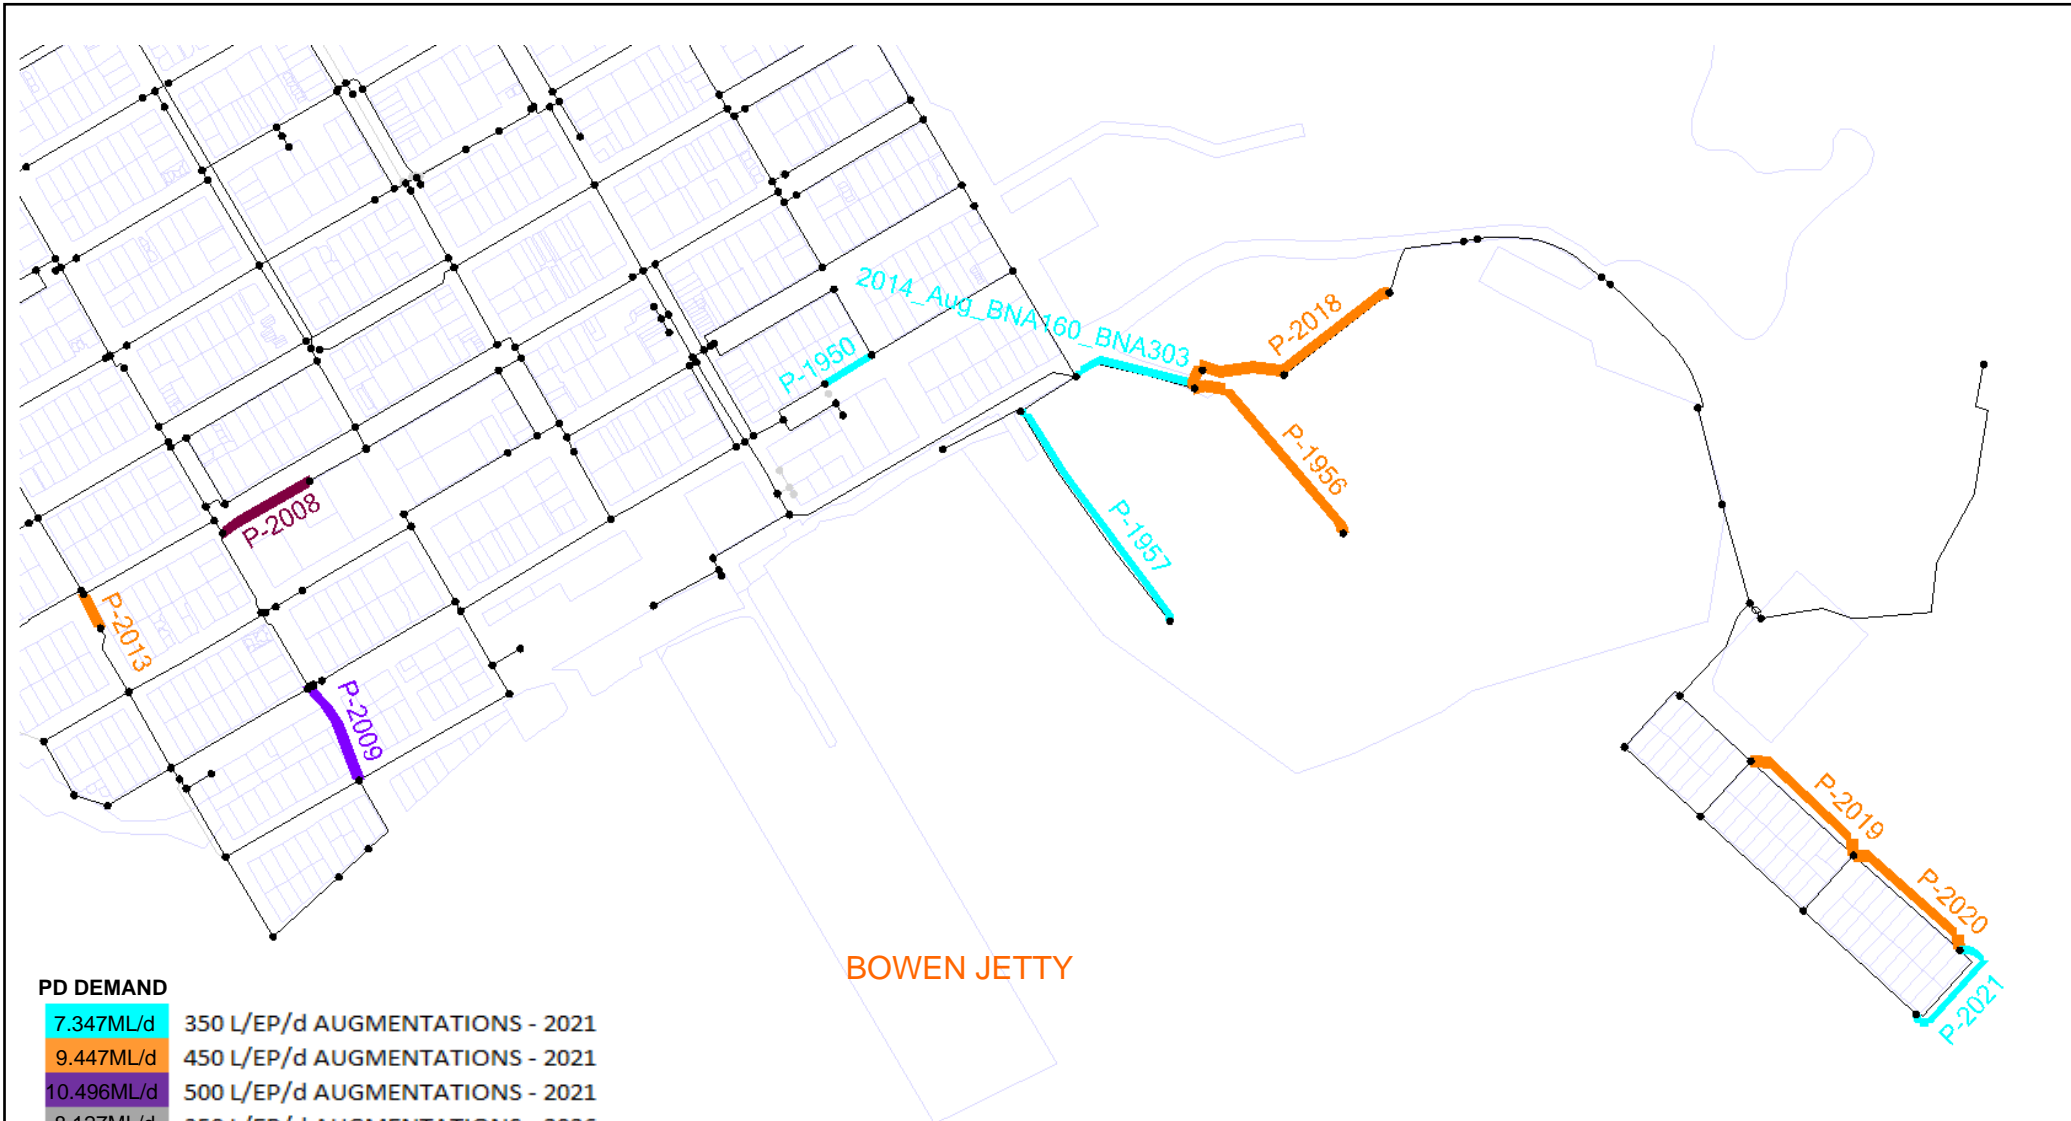 2014_Aug_BNA160_BNA303
P-2018
P-1950
P-1956
P-2008
P-1957
P-2013
P-2009
P-2019
P-2020
P-2021
BOWEN JETTY
PD DEMAND
7.347ML/d 350 L/EP/d AUGMENTATIONS - 2021
9.447ML/d 450 L/EP/d AUGMENTATIONS - 2021
10.496ML/d 500 L/EP/d AUGMENTATIONS - 2021